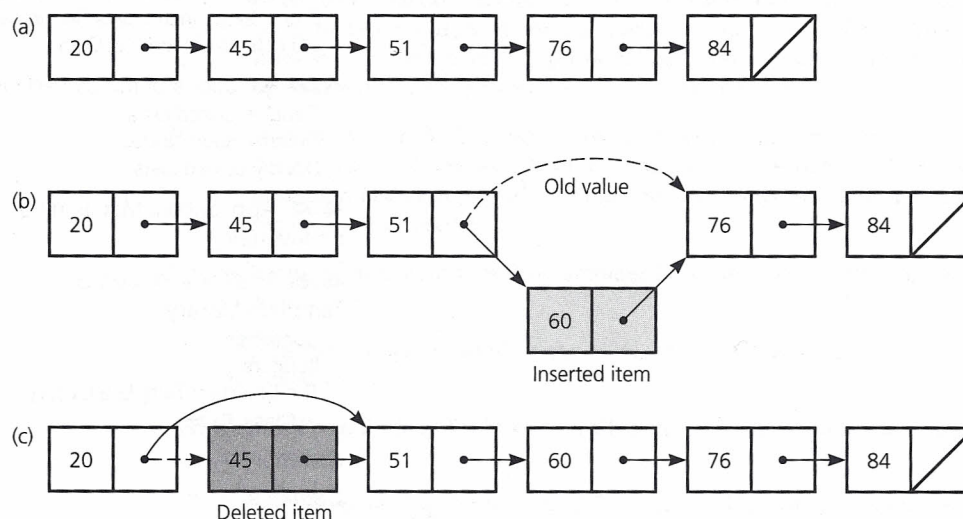 (a) 20 45 51 76 84
Old value
(b) 20 45 51 76 84
60
Inserted item
(c) 20 45 51 60 76 84
Deleted item